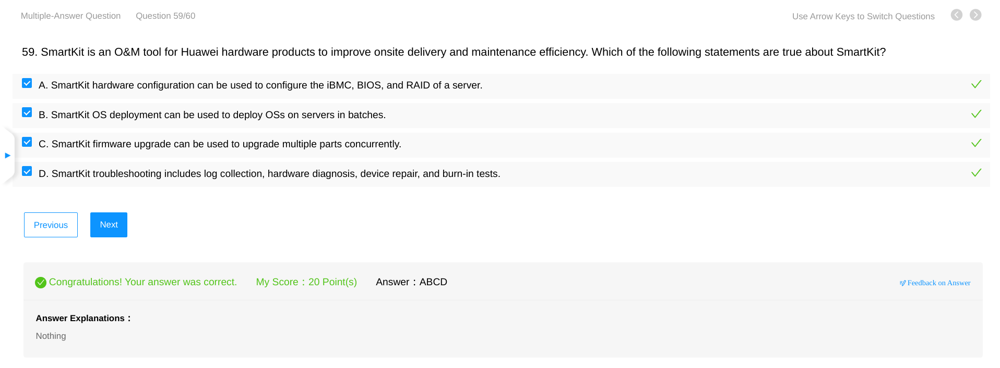 Multiple-Answer Question Question 59/60 Use Arrow Keys to Switch Questions
59. SmartKit is an O&M tool for Huawei hardware products to improve onsite delivery and maintenance efficiency. Which of the following statements are true about SmartKit?
A. SmartKit hardware configuration can be used to configure the iBMC, BIOS, and RAID of a server.
B. SmartKit OS deployment can be used to deploy OSs on servers in batches.
C. SmartKit firmware upgrade can be used to upgrade multiple parts concurrently.
D. SmartKit troubleshooting includes log collection, hardware diagnosis, device repair, and burn-in tests.
Previous Next
Congratulations! Your answer was correct. My Score：20 Point(s) Answer：ABCD Feedback on Answer
Answer Explanations：
Nothing